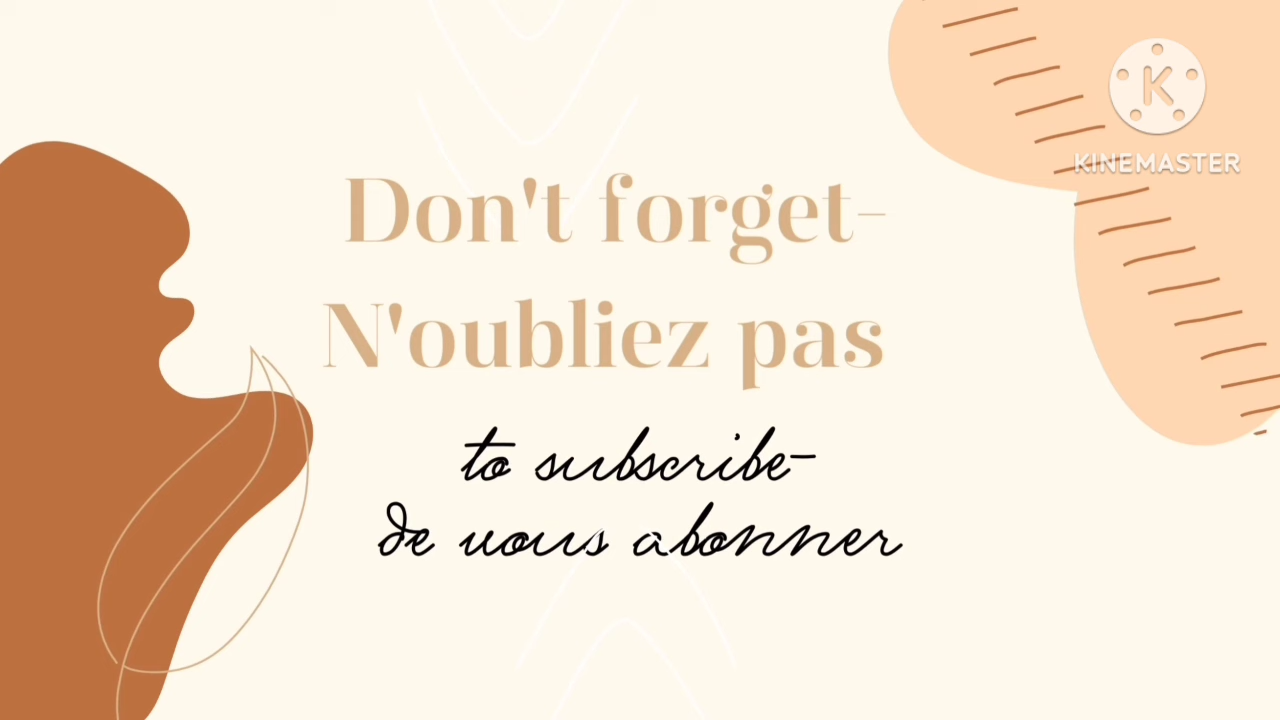 Don't forget-
N'oubliez pas
to subscribe-
de vous abonner
K
KINEMASTER